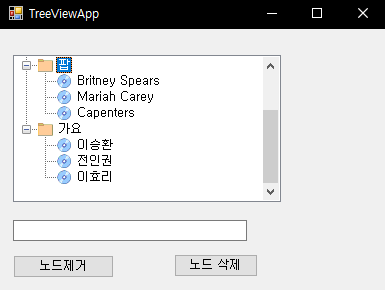 TreeViewApp
팝
Britney Spears
Mariah Carey
Capenters
가요
이승환
전인권
이효리
노드제거 노드 삭제